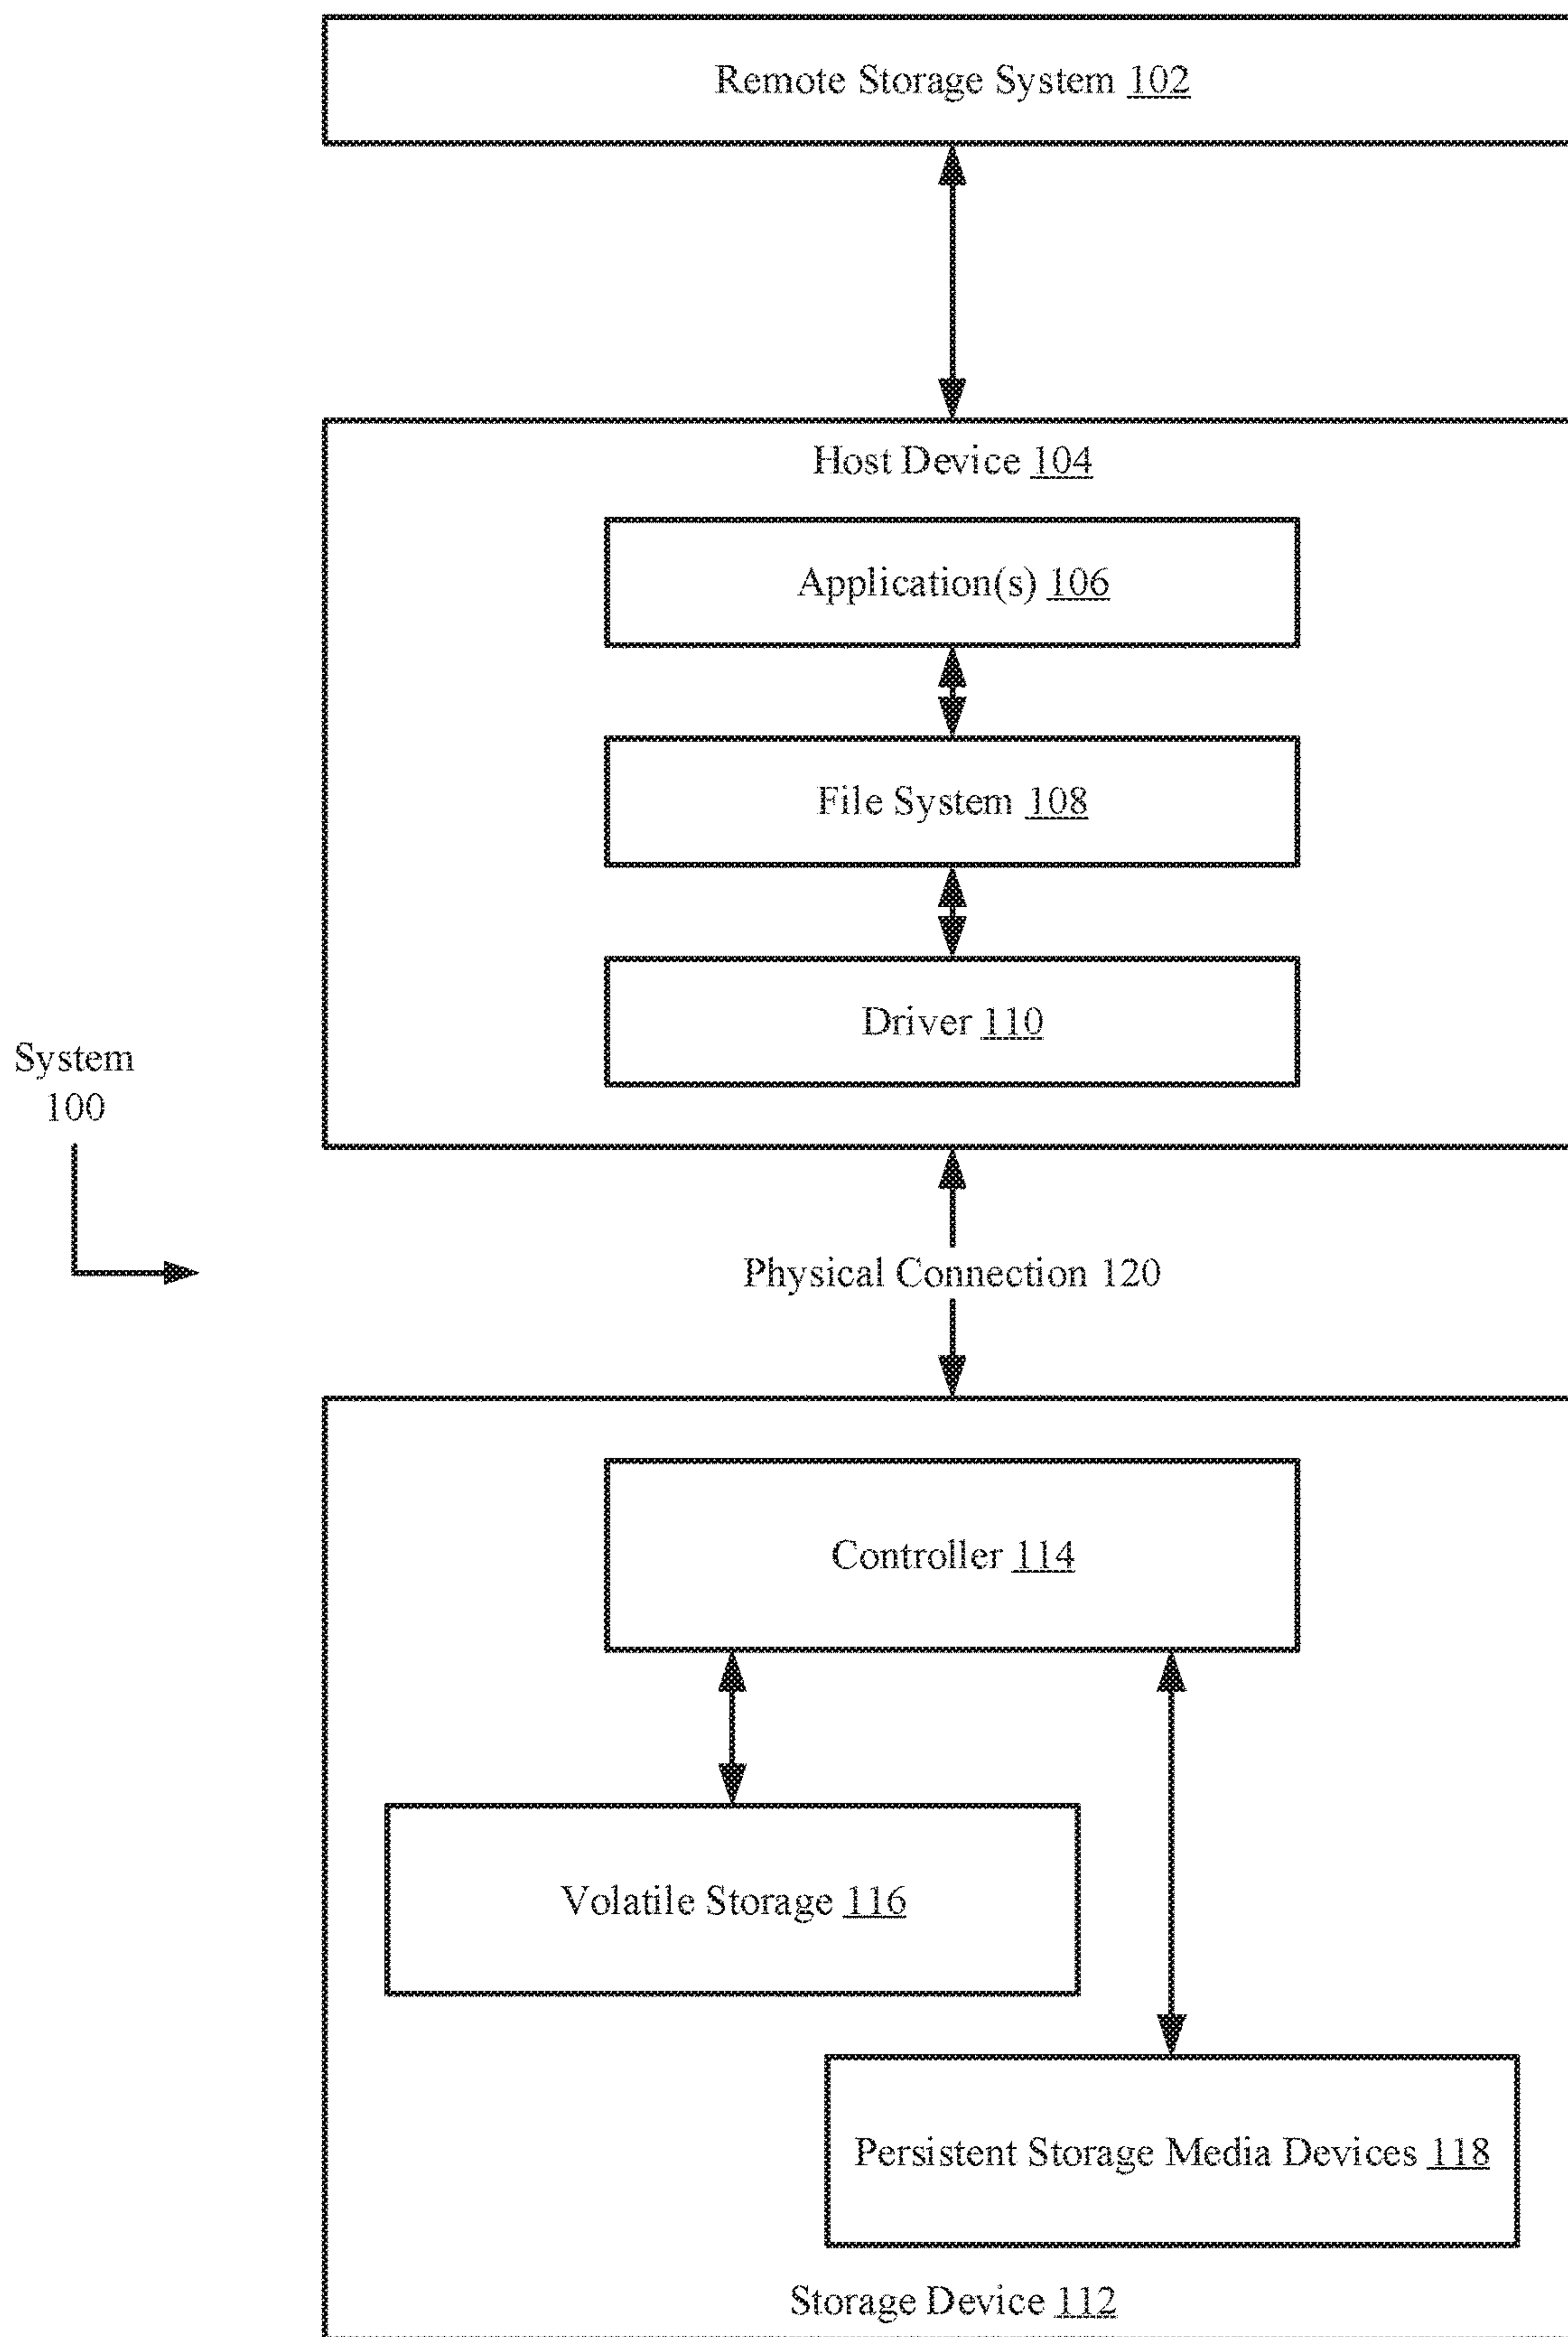 Remote Storage System 102
Host Device 104
Application(s) 106
File System 108
Driver 110
System
100
Physical Connection 120
Controller 114
Volatile Storage 116
Persistent Storage Media Devices 118
Storage Device 112